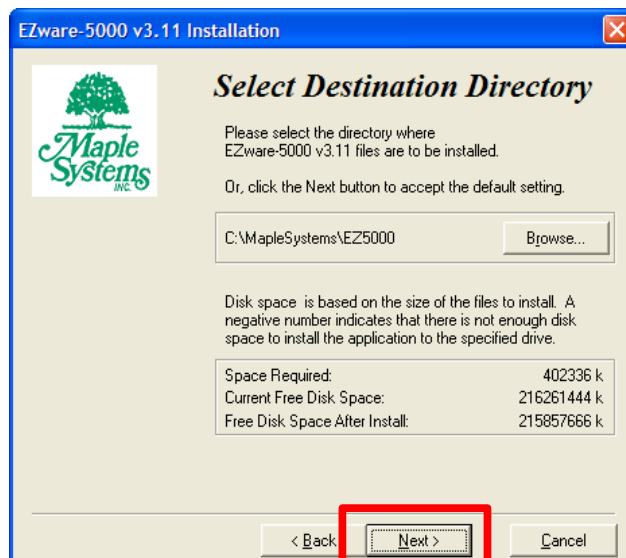 EZware-5000 v3.11 Installation
Maple
Systems
INC.
Select Destination Directory
Please select the directory where
EZware-5000 v3.11 files are to be installed.
Or, click the Next button to accept the default setting.
C:\MapleSystems\EZ5000
Browse...
Disk space is based on the size of the files to install. A
negative number indicates that there is not enough disk
space to install the application to the specified drive.
Space Required: 402336 k
Current Free Disk Space: 216261444 k
Free Disk Space After Install: 215857666 k
< Back
Next >
Cancel